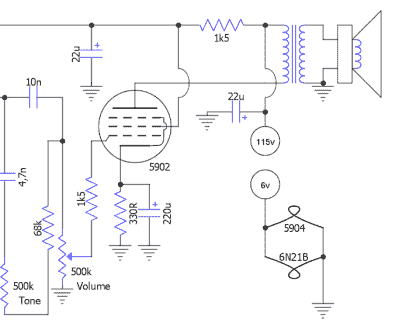 1k5
22u
10n
22u
115v
5902
6v
4,7n
1k5
330R
220u
68k
5904
6N21B
500k
Volume
500k
Tone